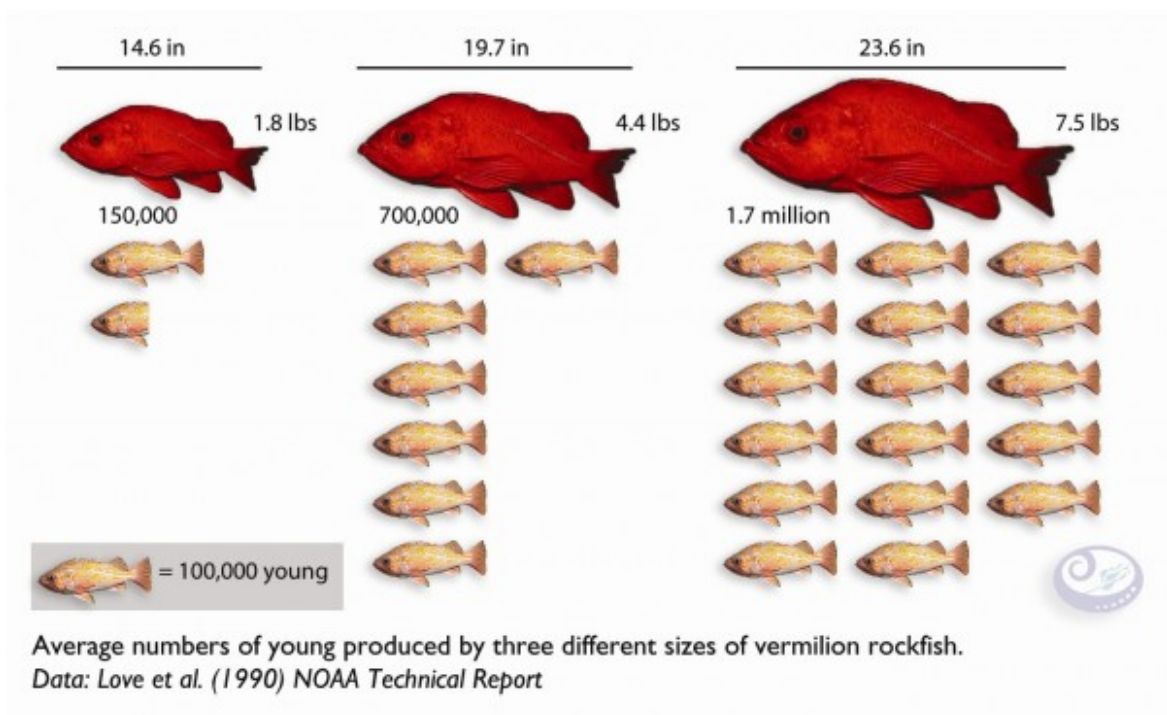 14.6 in
19.7 in
23.6 in
1.8 lbs
4.4 lbs
7.5 lbs
150,000
700,000
1.7 million
= 100,000 young
Average numbers of young produced by three different sizes of vermilion rockfish.
Data: Love et al. (1990) NOAA Technical Report